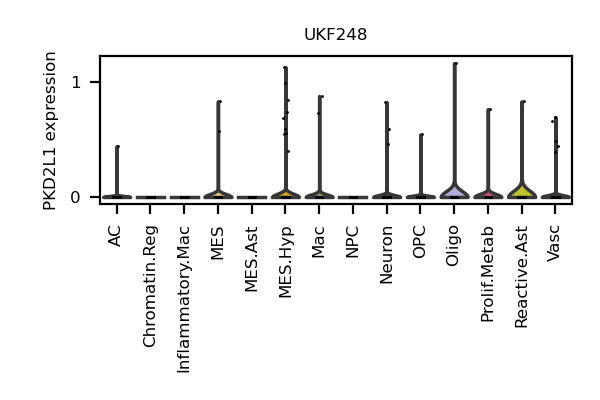 UKF248
PKD2L1 expression
1
0
AC
Chromatin.Reg
Inflammatory.Mac
MES
MES.Ast
MES.Hyp
Mac
NPC
Neuron
OPC
Oligo
Prolif.Metab
Reactive.Ast
Vasc